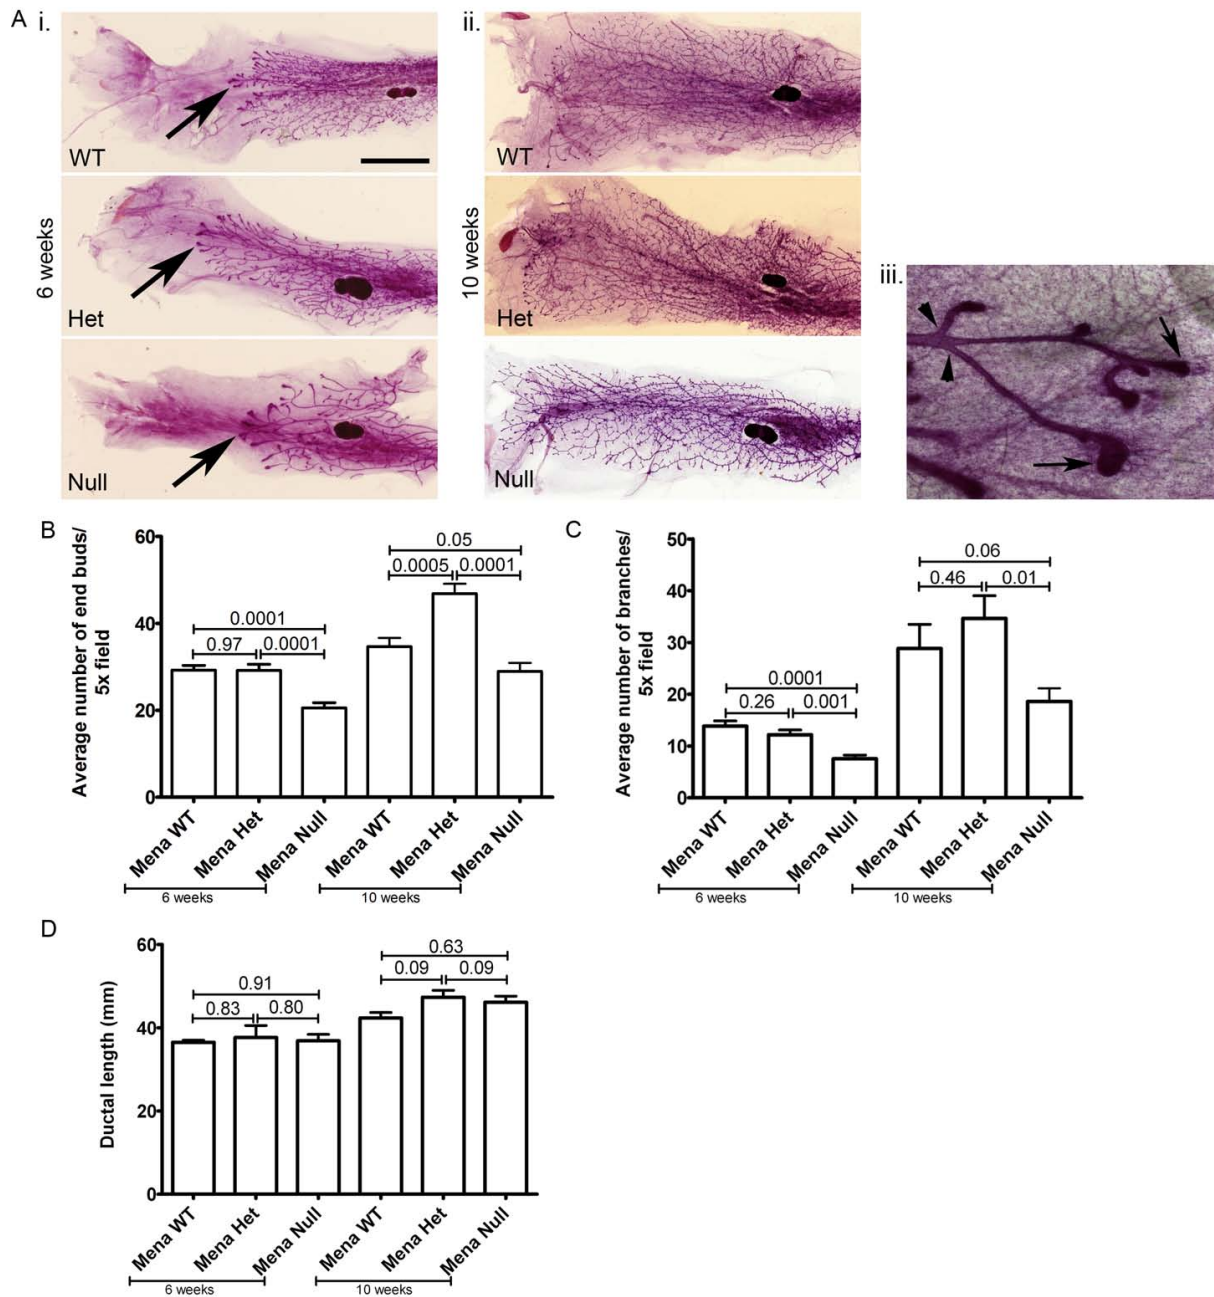 A i.
WT
Het
Null
6 weeks
ii.
WT
Het
Null
10 weeks
iii.
B
Average number of end buds/
5x field
60
40
20
0
0.0001
0.97
0.0001
0.05
0.0005
0.0001
Mena WT
Mena Het
Mena Null
Mena WT
Mena Het
Mena Null
6 weeks
10 weeks
C
Average number of branches/
5x field
50
40
30
20
10
0
0.0001
0.26
0.001
0.06
0.46
0.01
Mena WT
Mena Het
Mena Null
Mena WT
Mena Het
Mena Null
6 weeks
10 weeks
D
Ductal length (mm)
60
40
20
0
0.91
0.83
0.80
0.63
0.09
0.09
Mena WT
Mena Het
Mena Null
Mena WT
Mena Het
Mena Null
6 weeks
10 weeks